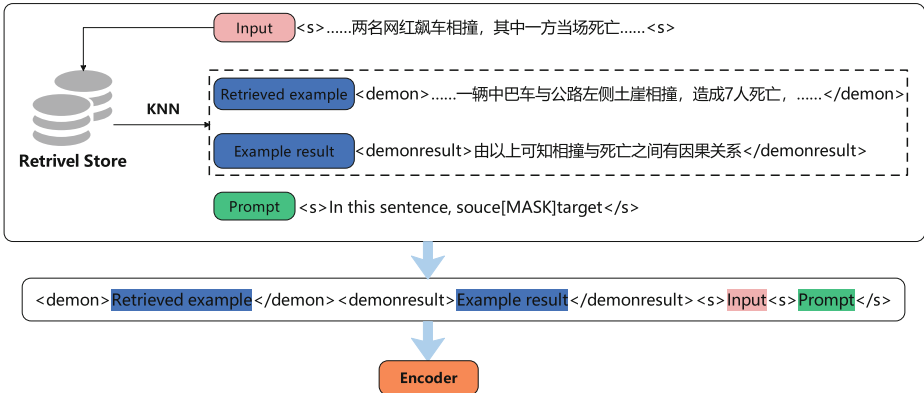 Input <s>……两名网红飙车相撞，其中一方当场死亡……<s>
KNN
Retrivel Store
Retrieved example <demon>……一辆中巴车与公路左侧土崖相撞，造成7人死亡，……</demon>
Example result <demonresult>由以上可知相撞与死亡之间有因果关系</demonresult>
Prompt <s>In this sentence, souce[MASK]target</s>
<demon>Retrieved example</demon><demonresult>Example result</demonresult><s>Input<s>Prompt</s>
Encoder